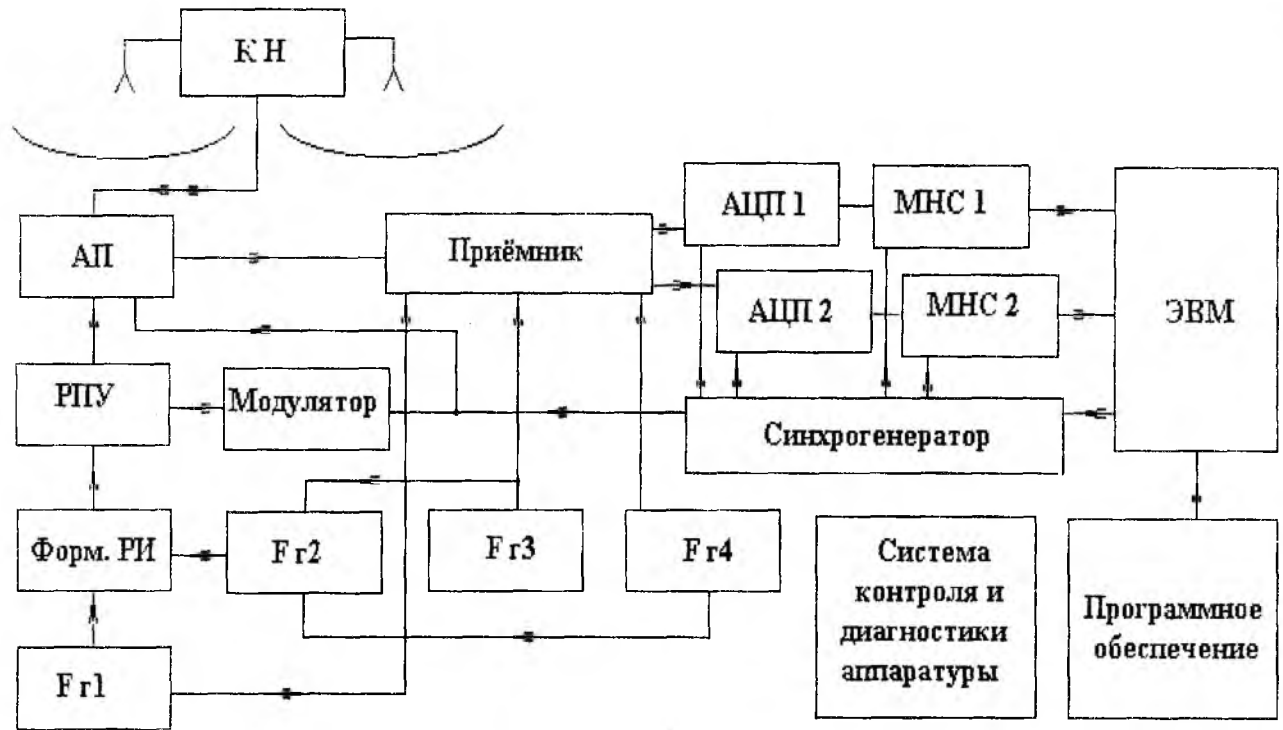 К Н
АП
Приёмник
АЦП 1
МНС 1
АЦП 2
МНС 2
ЭВМ
РПУ
Модулятор
Синхрогенератор
Форм. РИ
F г2
F г3
F г4
Система
контроля и
диагностики
аппаратуры
Программное
обеспечение
F г1